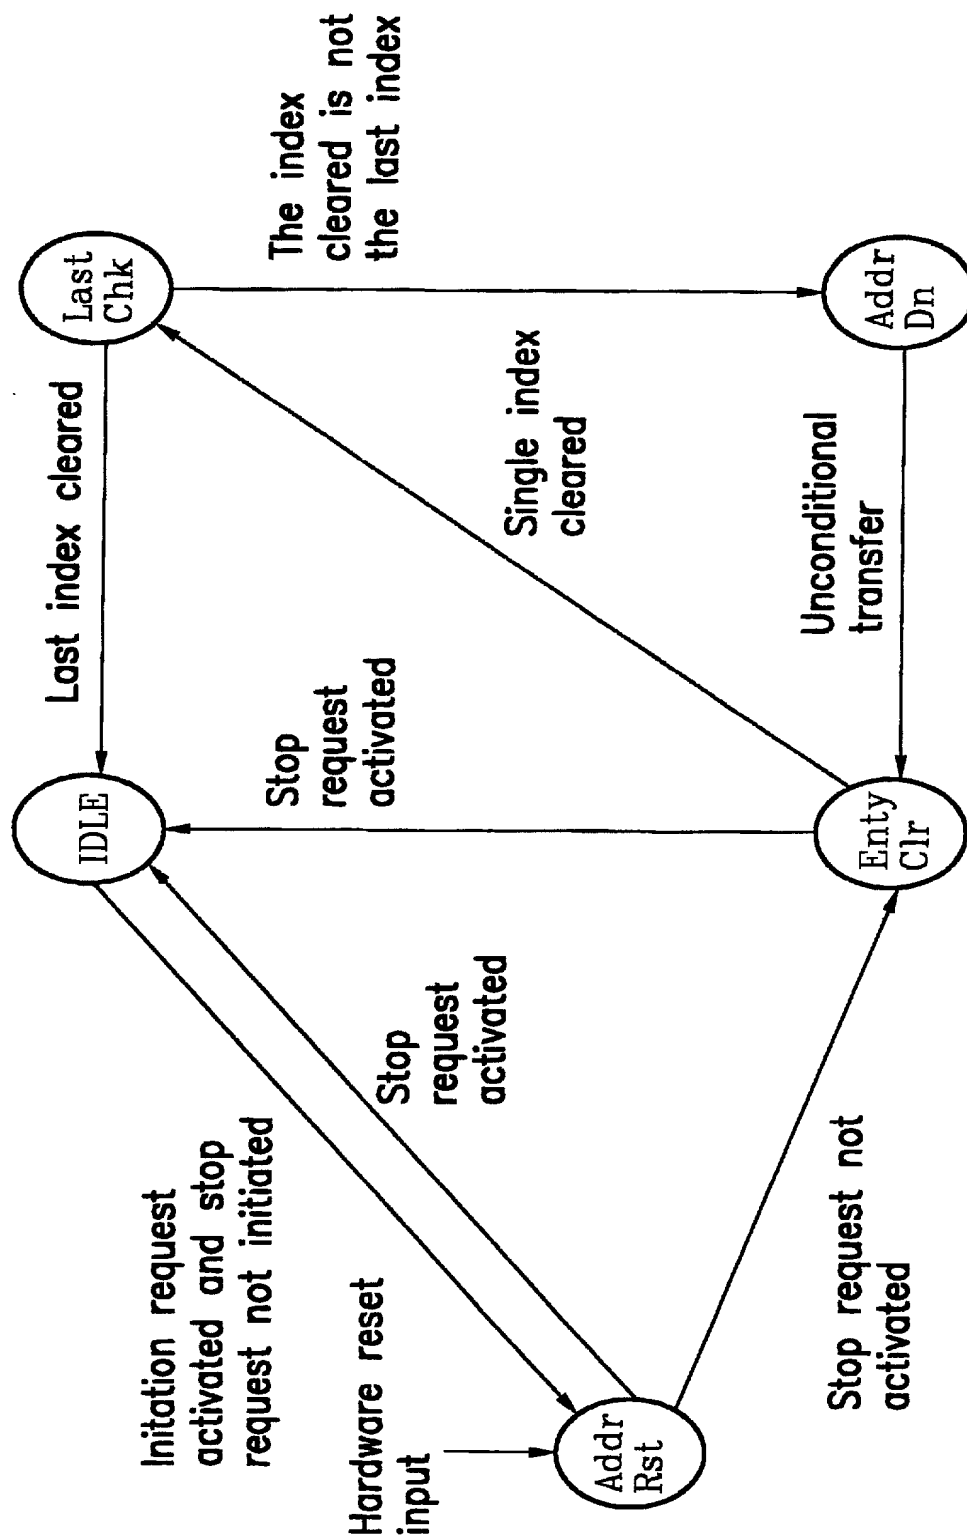 Initation request
activated and stop
request not initiated
Hardware reset
input
Addr
Rst
Stop
request
activated
Stop request not
activated
IDLE
Stop
request
activated
Enty
Clr
Last index cleared
Single index
cleared
Unconditional
transfer
Last
Chk
The index
cleared is not
the last index
Addr
Dn